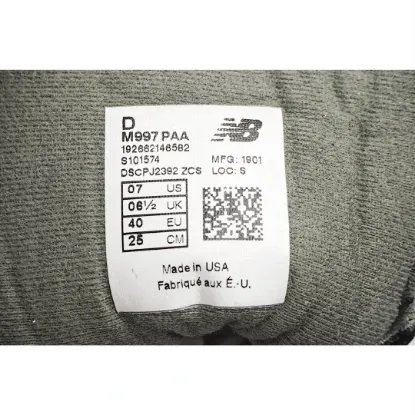 D
M997 PAA
192662146582
S101574 MFG: 1901
DSCPJ2392 ZCS LOC: S
07 US
06½ UK
40 EU
25 CM
Made in USA
Fabriqué aux É.-U.